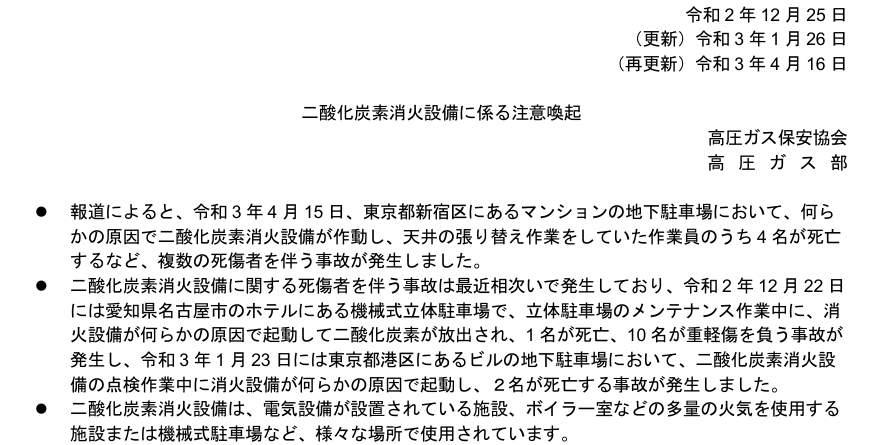 令和２年 12 月 25 日
（更新）令和３年１月 26 日
（再更新）令和３年４月 16 日
二酸化炭素消火設備に係る注意喚起
高圧ガス保安協会
高 圧 ガ ス 部
● 報道によると、令和３年４月 15 日、東京都新宿区にあるマンションの地下駐車場において、何ら
かの原因で二酸化炭素消火設備が作動し、天井の張り替え作業をしていた作業員のうち４名が死亡
するなど、複数の死傷者を伴う事故が発生しました。
● 二酸化炭素消火設備に関する死傷者を伴う事故は最近相次いで発生しており、令和２年 12 月 22 日
には愛知県名古屋市のホテルにある機械式立体駐車場で、立体駐車場のメンテナンス作業中に、消
火設備が何らかの原因で起動して二酸化炭素が放出され、１名が死亡、10 名が重軽傷を負う事故が
発生し、令和３年１月 23 日には東京都港区にあるビルの地下駐車場において、二酸化炭素消火設
備の点検作業中に消火設備が何らかの原因で起動し、２名が死亡する事故が発生しました。
● 二酸化炭素消火設備は、電気設備が設置されている施設、ボイラー室などの多量の火気を使用する
施設または機械式駐車場など、様々な場所で使用されています。